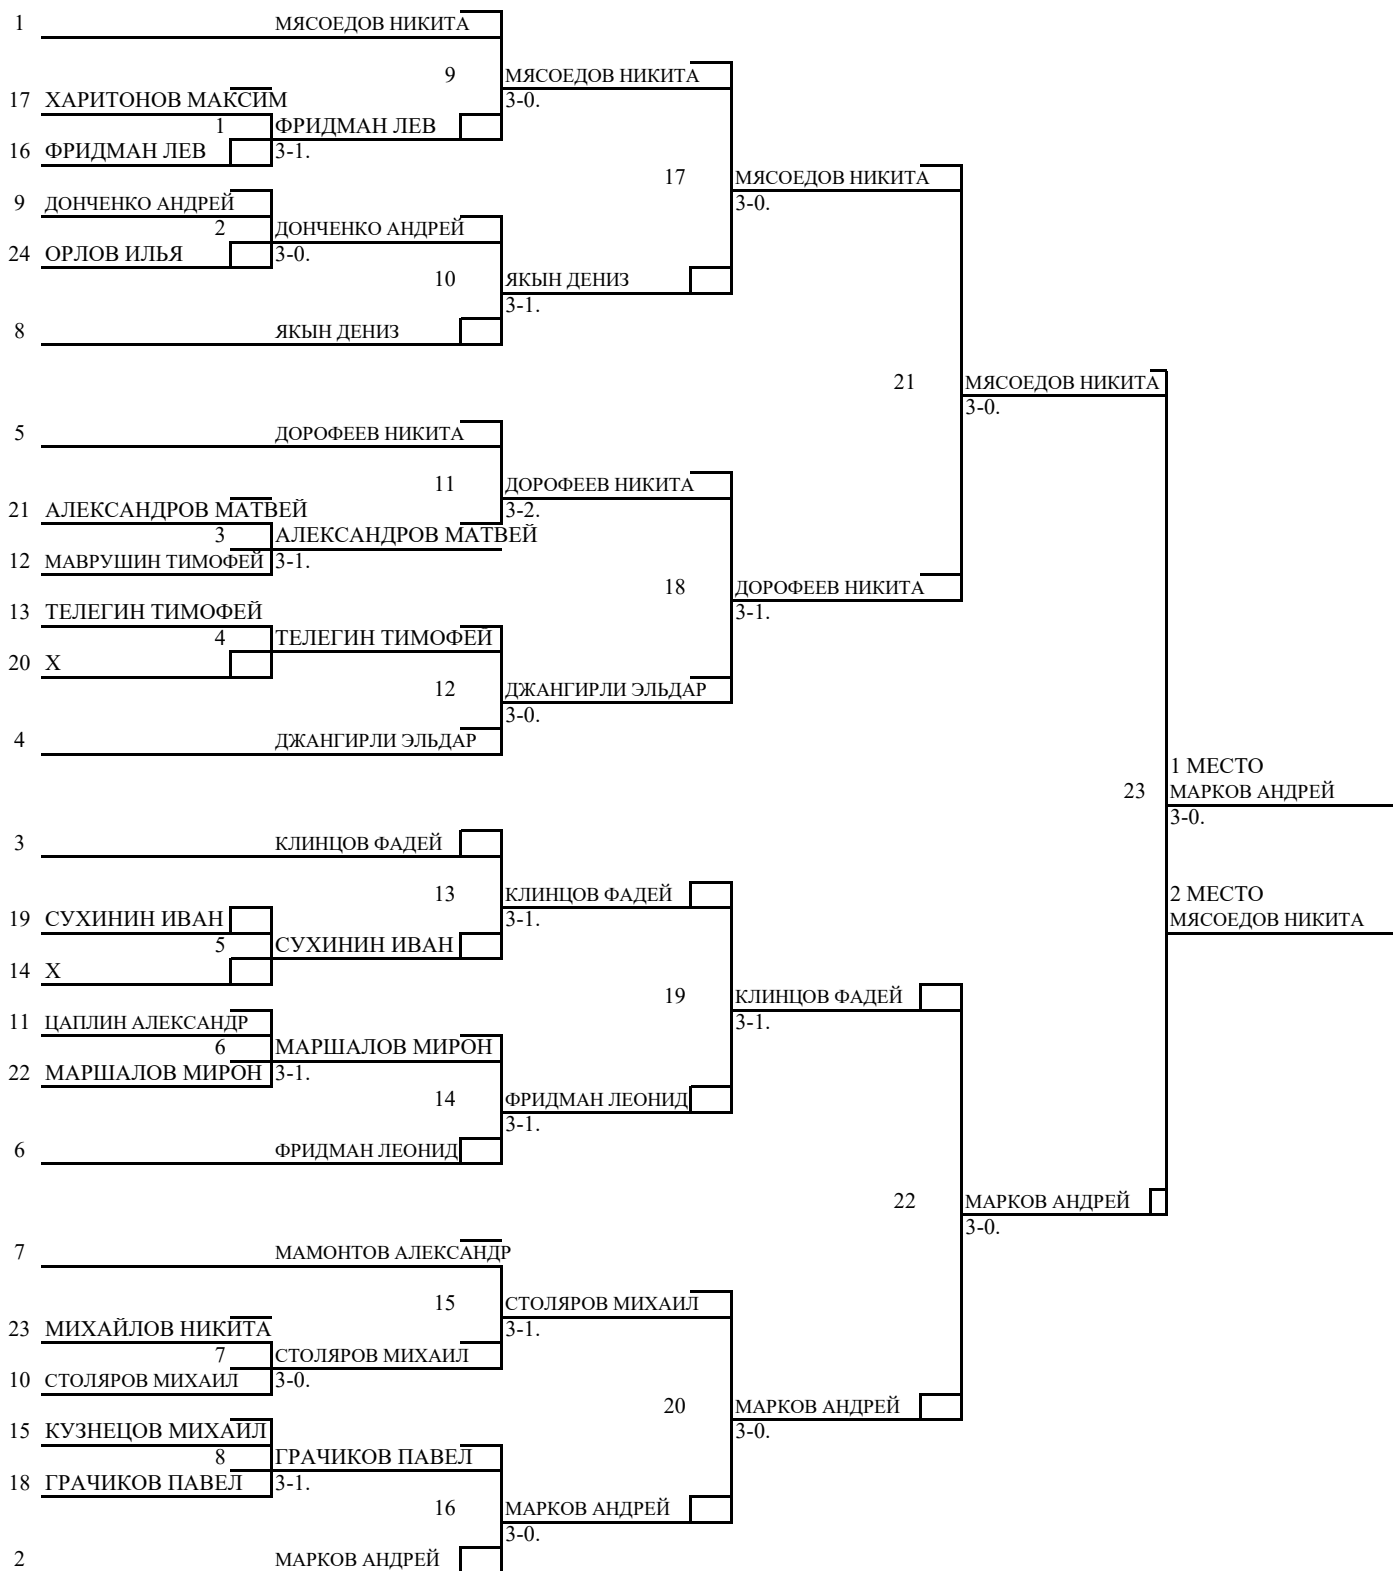 1 МЯСОЕДОВ НИКИТА
9 МЯСОЕДОВ НИКИТА
17 ХАРИТОНОВ МАКСИМ 3-0.
1 ФРИДМАН ЛЕВ
16 ФРИДМАН ЛЕВ 3-1.
17 МЯСОЕДОВ НИКИТА
9 ДОНЧЕНКО АНДРЕЙ 3-0.
2 ДОНЧЕНКО АНДРЕЙ
24 ОРЛОВ ИЛЬЯ 3-0.
10 ЯКЫН ДЕНИЗ
3-1.
8 ЯКЫН ДЕНИЗ
21 МЯСОЕДОВ НИКИТА
3-0.
5 ДОРОФЕЕВ НИКИТА
11 ДОРОФЕЕВ НИКИТА
21 АЛЕКСАНДРОВ МАТВЕЙ 3-2.
3 АЛЕКСАНДРОВ МАТВЕЙ
12 МАВРУШИН ТИМОФЕЙ 3-1.
18 ДОРОФЕЕВ НИКИТА
13 ТЕЛЕГИН ТИМОФЕЙ 3-1.
4 ТЕЛЕГИН ТИМОФЕЙ
20 Х
12 ДЖАНГИРЛИ ЭЛЬДАР
3-0.
4 ДЖАНГИРЛИ ЭЛЬДАР
1 МЕСТО
23 МАРКОВ АНДРЕЙ
3-0.
3 КЛИНЦОВ ФАДЕЙ
13 КЛИНЦОВ ФАДЕЙ 2 МЕСТО
19 СУХИНИН ИВАН 3-1. МЯСОЕДОВ НИКИТА
5 СУХИНИН ИВАН
14 Х
19 КЛИНЦОВ ФАДЕЙ
11 ЦАПЛИН АЛЕКСАНДР 3-1.
6 МАРШАЛОВ МИРОН
22 МАРШАЛОВ МИРОН 3-1.
14 ФРИДМАН ЛЕОНИД
3-1.
6 ФРИДМАН ЛЕОНИД
22 МАРКОВ АНДРЕЙ
3-0.
7 МАМОНТОВ АЛЕКСАНДР
15 СТОЛЯРОВ МИХАИЛ
23 МИХАЙЛОВ НИКИТА 3-1.
7 СТОЛЯРОВ МИХАИЛ
10 СТОЛЯРОВ МИХАИЛ 3-0.
20 МАРКОВ АНДРЕЙ
15 КУЗНЕЦОВ МИХАИЛ 3-0.
8 ГРАЧИКОВ ПАВЕЛ
18 ГРАЧИКОВ ПАВЕЛ 3-1.
16 МАРКОВ АНДРЕЙ
3-0.
2 МАРКОВ АНДРЕЙ